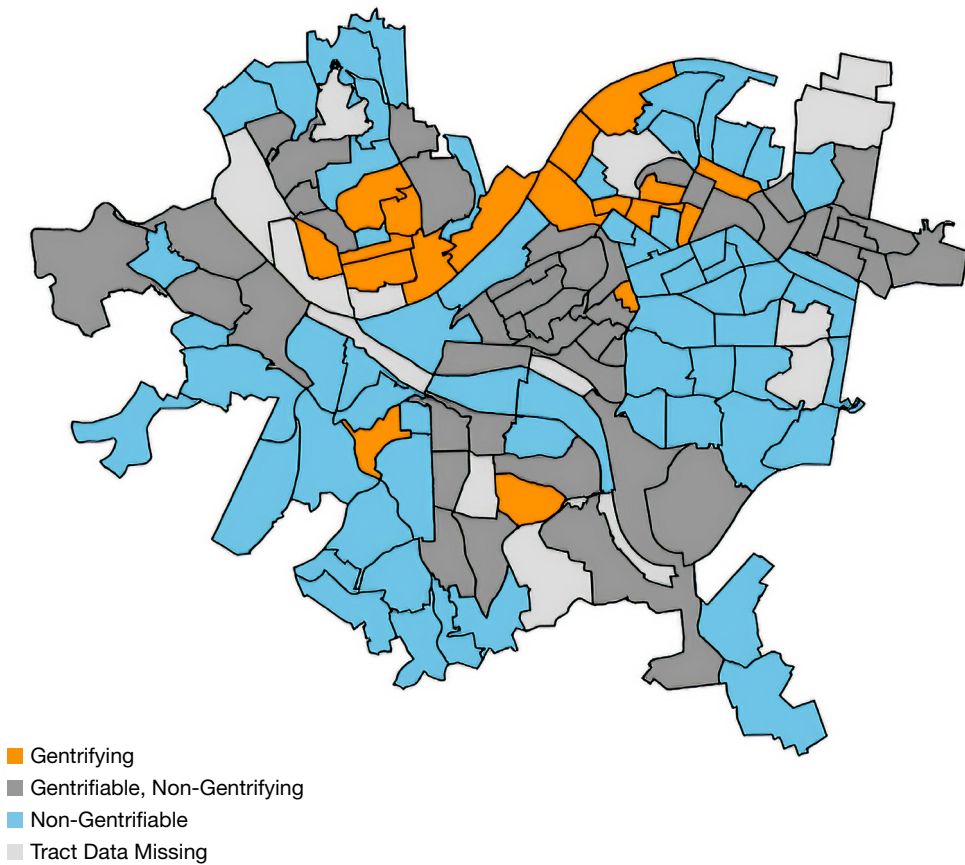 Gentrifying
Gentrifiable, Non-Gentrifying
Non-Gentrifiable
Tract Data Missing